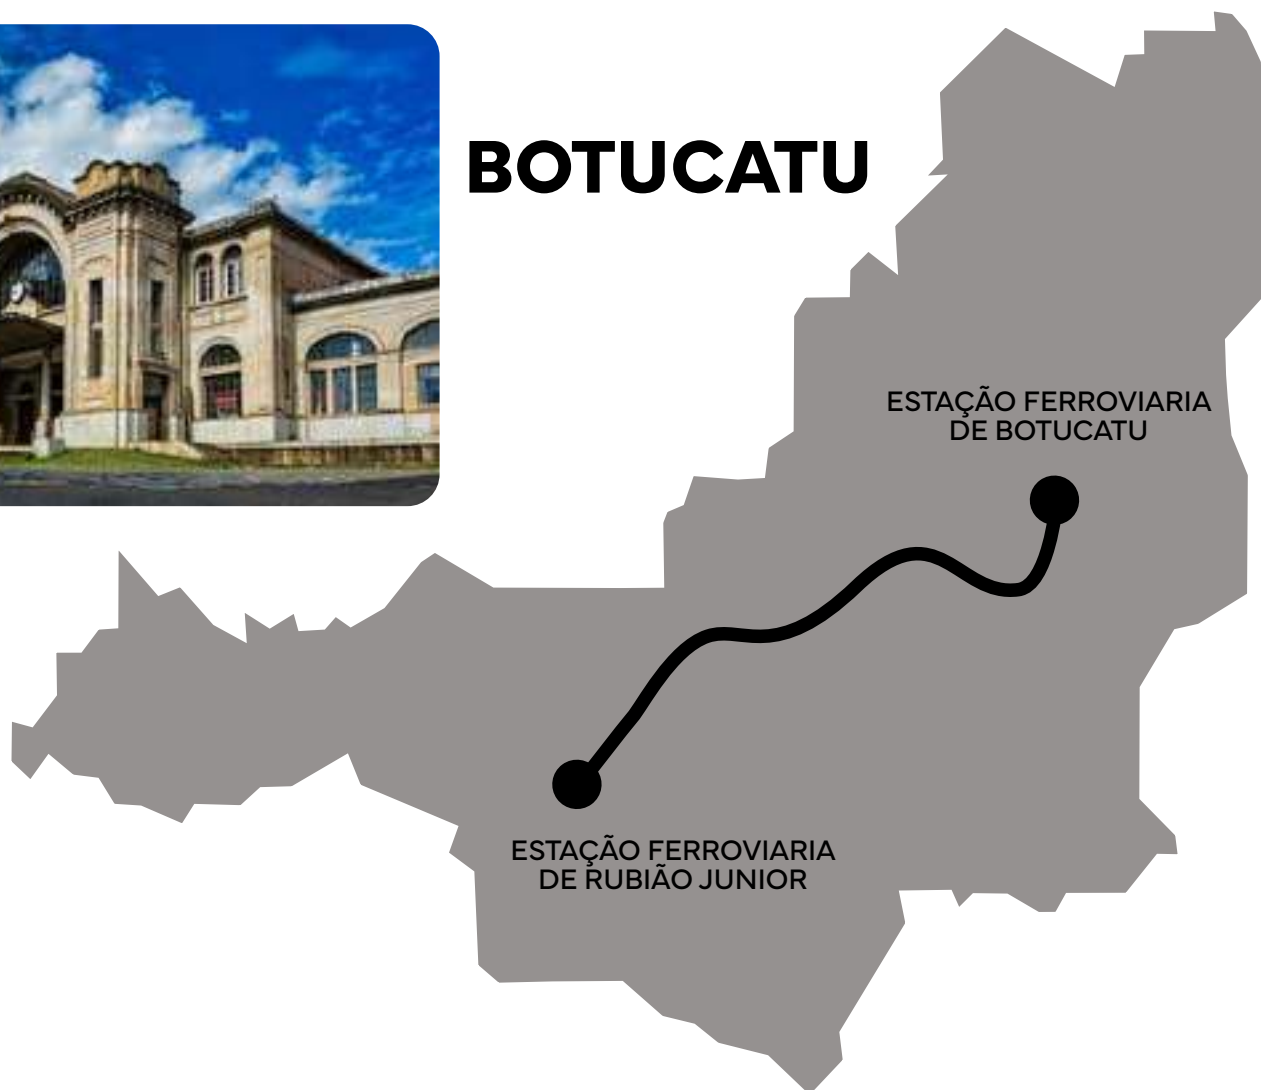 BOTUCATU
ESTAÇÃO FERROVIARIA
DE BOTUCATU
ESTAÇÃO FERROVIARIA
DE RUBIÃO JUNIOR